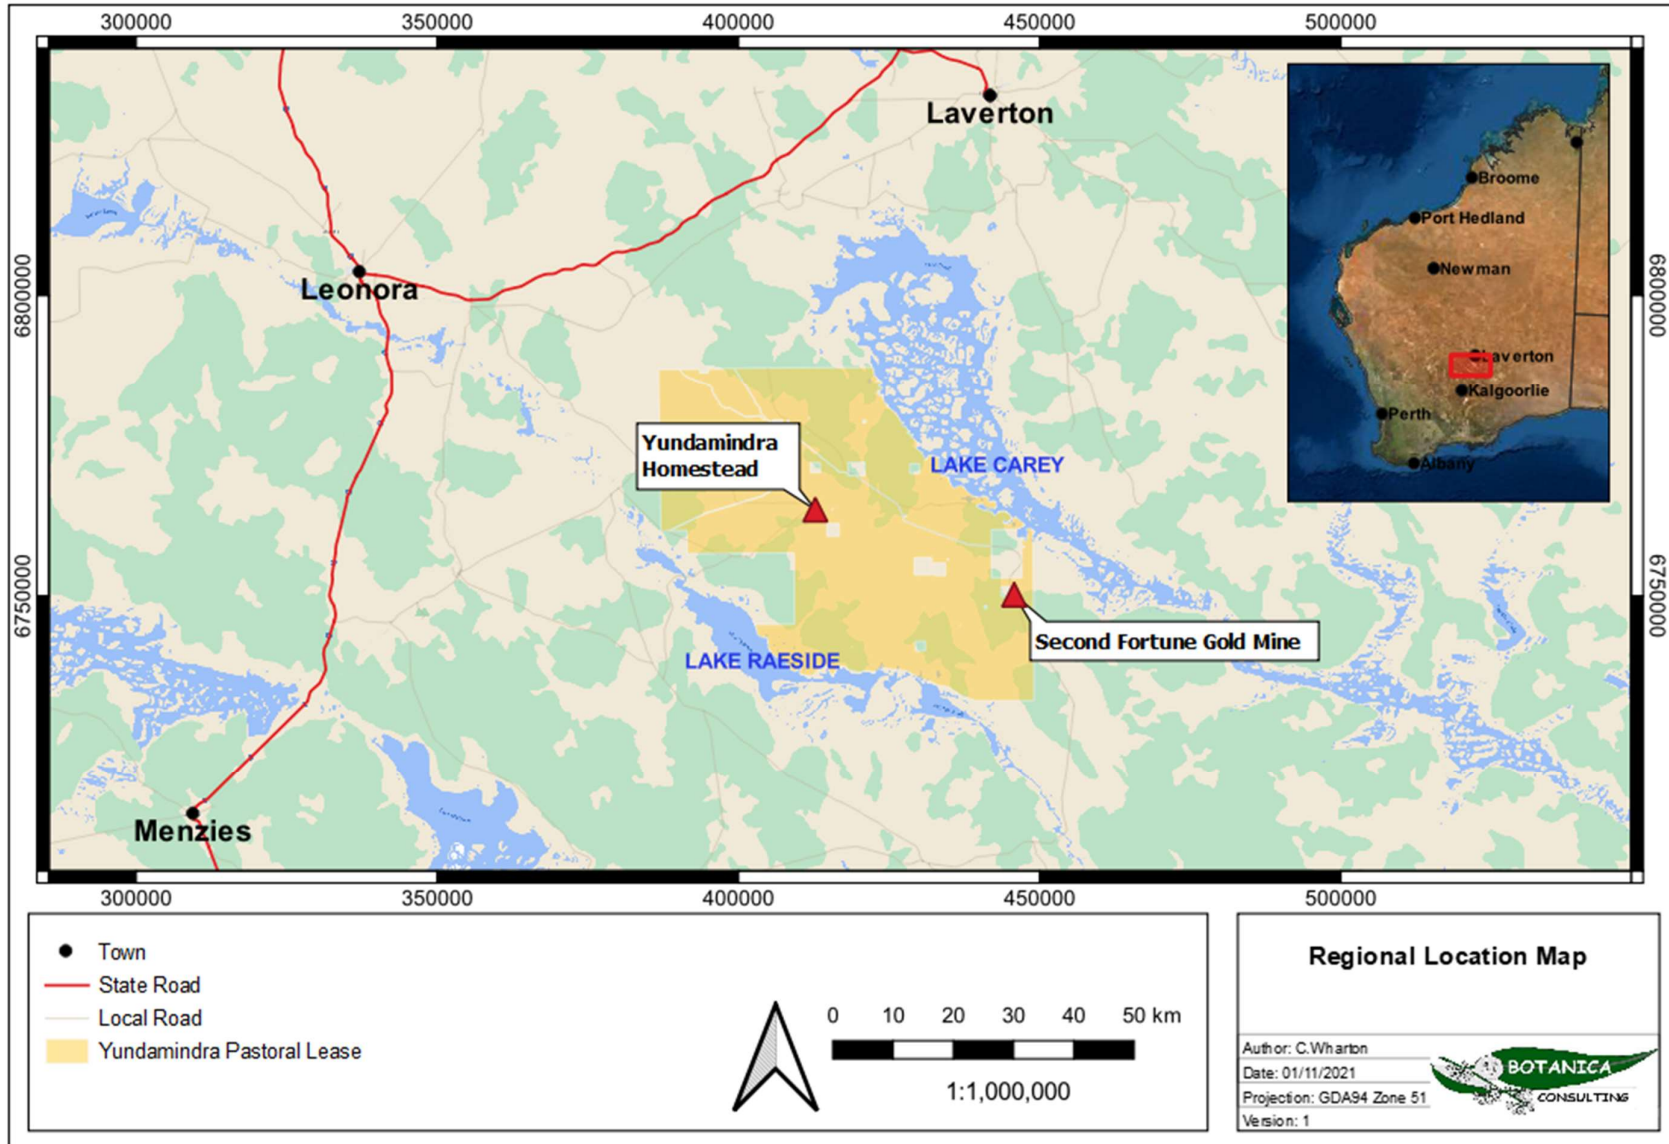 300000 350000 400000 450000 500000
Laverton
Leonora
6800000
6800000
Yundamindra
Homestead
LAKE CAREY
6750000
6750000
Second Fortune Gold Mine
LAKE RAESIDE
Menzies
300000 350000 400000 450000 500000
Broome
Port Hedland
Newman
Laverton
Kalgoorlie
Perth
Albany
Town
State Road
Local Road
Yundamindra Pastoral Lease
0 10 20 30 40 50 km
1:1,000,000
Regional Location Map
Author: C.Wharton
Date: 01/11/2021
Projection: GDA94 Zone 51
Version: 1
BOTANICA
CONSULTING